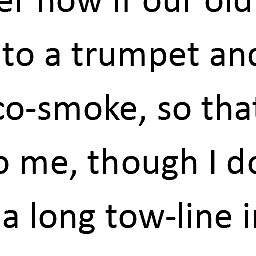 er now if our old
to a trumpet and
co-smoke, so that
o me, though I do
a long tow-line in